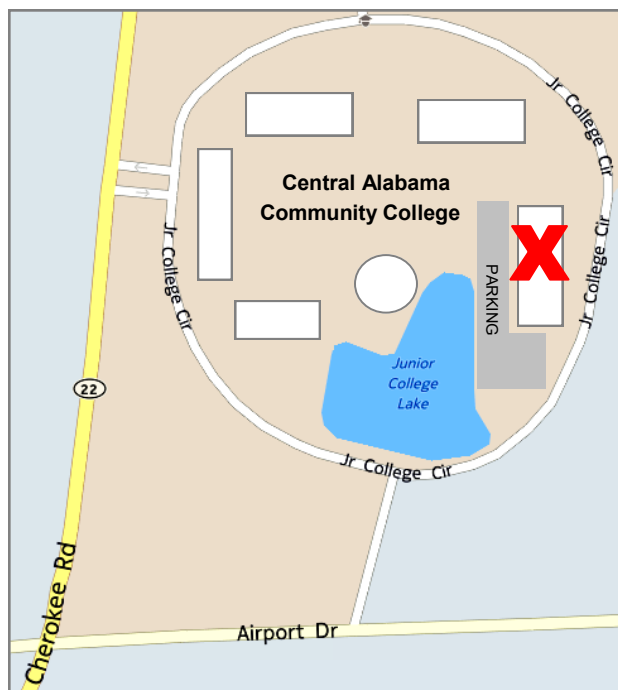 Jr College Cir
Central Alabama
Community College
Jr College Cir
Jr College Cir
PARKING
Junior
College
Lake
22
Jr College Cir
Cherokee Rd
Airport Dr
X